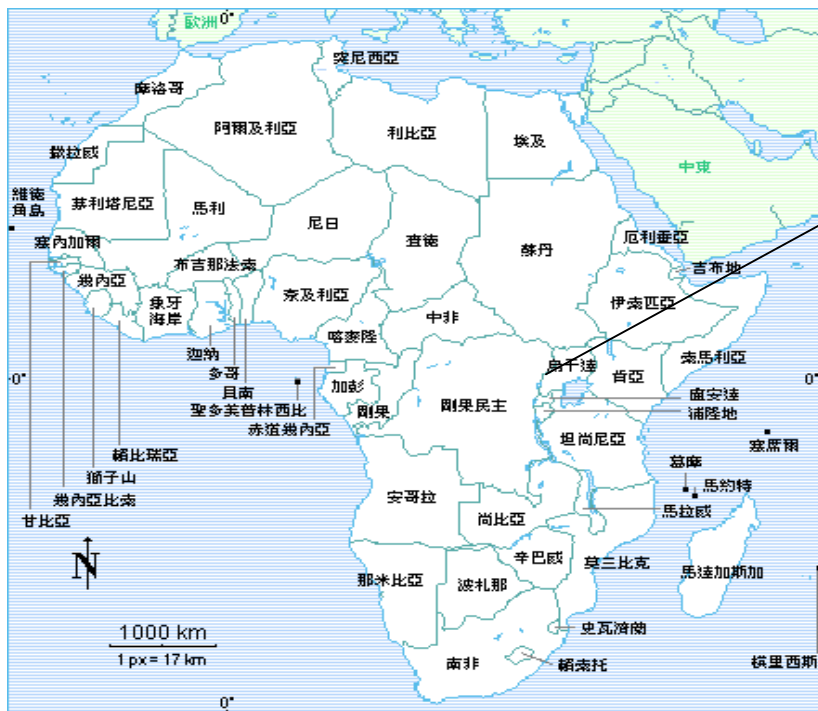 歐洲
0°
突尼西亞
摩洛哥
阿爾及利亞
利比亞
埃及
中東
撒拉威
維德
角島
茅利塔尼亞
馬利
尼日
查德
蘇丹
厄利垂亞
塞內加爾
吉布地
布吉那法索
幾內亞
象牙
海岸
奈及利亞
伊索匹亞
中非
喀麥隆
迦納
多哥
貝南
烏干達
肯亞
索馬利亞
0°
0°
聖多美普林西比
加彭
剛果
剛果民主
盧安達
浦隆地
赤道幾內亞
坦尚尼亞
塞席爾
賴比瑞亞
獅子山
幾內亞比索
甘比亞
葛摩
馬約特
馬拉威
安哥拉
尚比亞
辛巴威
莫三比克
馬達加斯加
那米比亞
波札那
N
史瓦濟蘭
1000 km
1 px = 17 km
南非
賴索托
模里西斯
0°